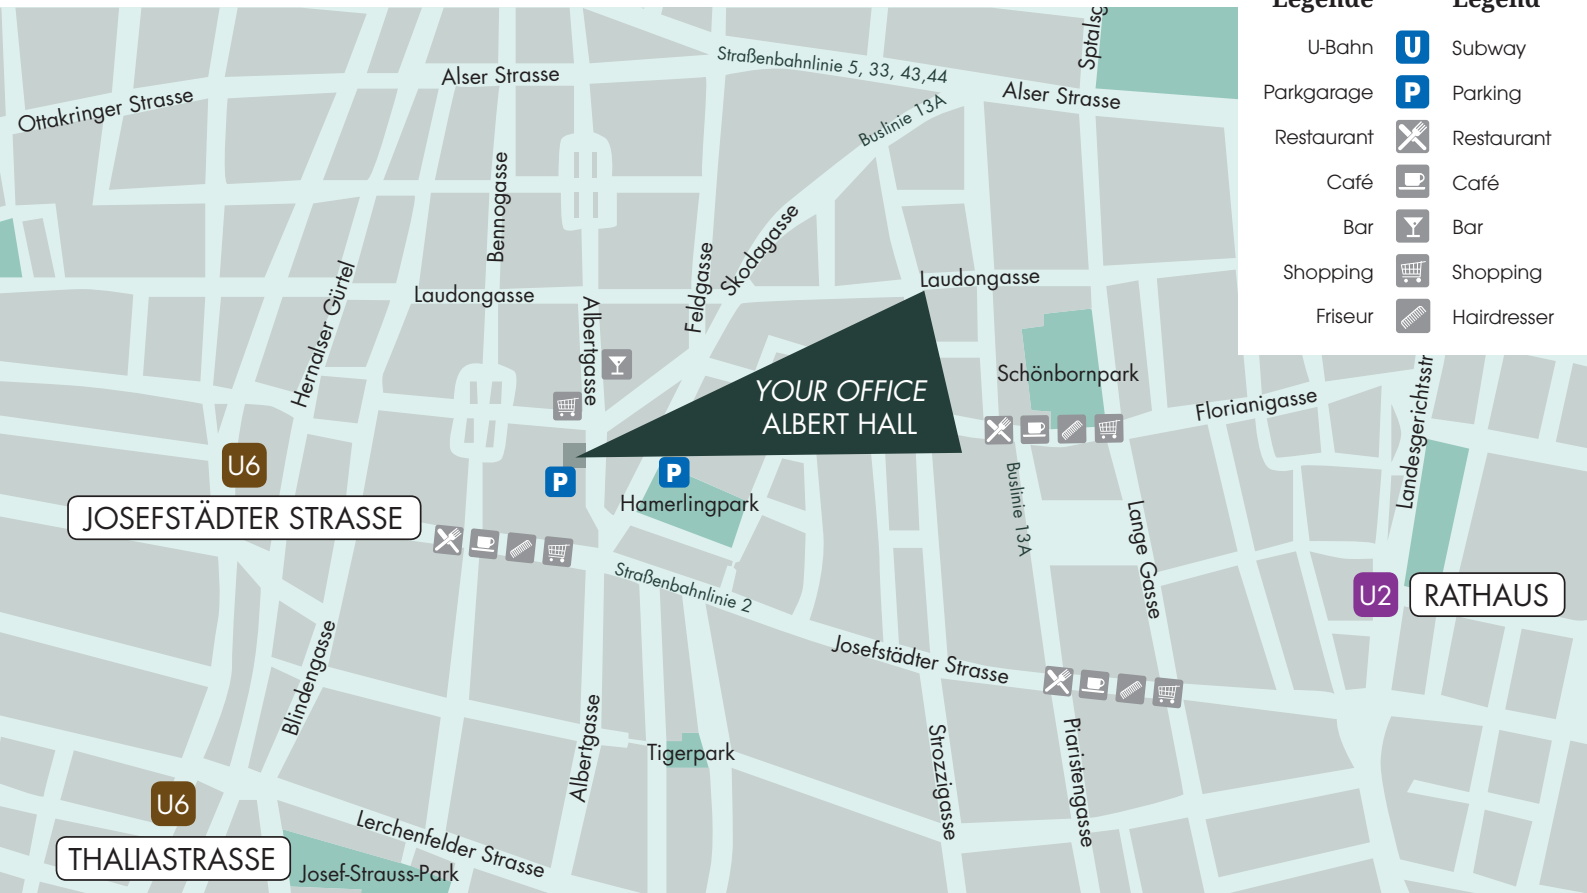 Legende Legend
U-Bahn U Subway
Parkgarage P Parking
Restaurant Restaurant
Café Café
Bar Bar
Shopping Shopping
Friseur Hairdresser
Straßenbahnlinie 5, 33, 43,44
Alser Strasse
Alser Strasse
Ottakringer Strasse
Buslinie 13A
Bennogasse
Skodagasse
Feldgasse
Hernalser Gürtel
Laudongasse
Laudongasse
Albertgasse
Schönbornpark
YOUR OFFICE
ALBERT HALL
Florianigasse
Landesgerichtsstr
U6
JOSEFSTÄDTER STRASSE
P
P
Hamerlingpark
Buslinie 13A
Lange Gasse
Straßenbahnlinie 2
U2 RATHAUS
Josefstädter Strasse
Blindengasse
Albertgasse
Tigerpark
Strozzigasse
Piaristengasse
U6
THALIASTRASSE
Lerchenfelder Strasse
Josef-Strauss-Park